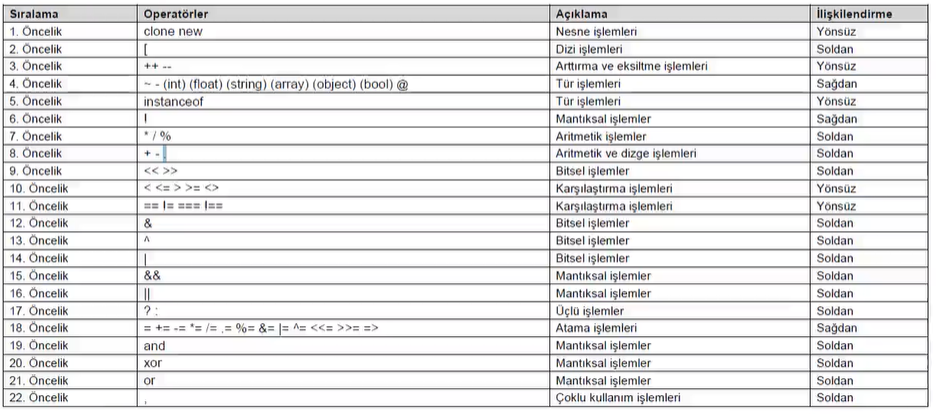 Sıralama Operatörler Açıklama İlişkilendirme
1. Öncelik clone new Nesne işlemleri Yönsüz
2. Öncelik [ Dizi işlemleri Soldan
3. Öncelik ++ -- Arttırma ve eksiltme işlemleri Yönsüz
4. Öncelik ~ - (int) (float) (string) (array) (object) (bool) @ Tür işlemleri Sağdan
5. Öncelik instanceof Tür işlemleri Yönsüz
6. Öncelik ! Mantıksal işlemler Sağdan
7. Öncelik * / % Aritmetik işlemler Soldan
8. Öncelik + - . Aritmetik ve dizge işlemleri Soldan
9. Öncelik << >> Bitsel işlemler Soldan
10. Öncelik < <= > >= <> Karşılaştırma işlemleri Yönsüz
11. Öncelik == != === !== Karşılaştırma işlemleri Yönsüz
12. Öncelik & Bitsel işlemler Soldan
13. Öncelik ^ Bitsel işlemler Soldan
14. Öncelik | Bitsel işlemler Soldan
15. Öncelik && Mantıksal işlemler Soldan
16. Öncelik || Mantıksal işlemler Soldan
17. Öncelik ? : Üçlü işlemler Soldan
18. Öncelik = += -= *= /= .= %= &= |= ^= <<= >>= => Atama işlemleri Sağdan
19. Öncelik and Mantıksal işlemler Soldan
20. Öncelik xor Mantıksal işlemler Soldan
21. Öncelik or Mantıksal işlemler Soldan
22. Öncelik , Çoklu kullanım işlemleri Soldan